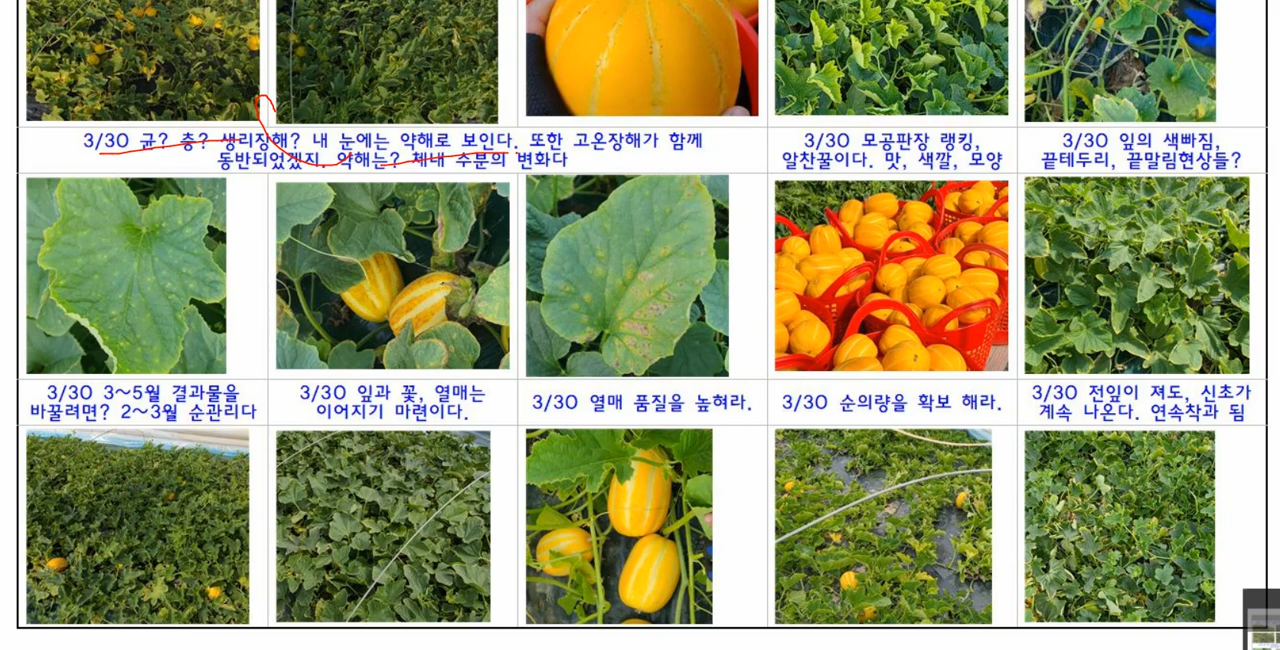 3/30 균? 충? 생리장해? 내 눈에는 약해로 보인다. 또한 고온장해가 함께
동반되었겠지. 약해는? 체내 수분의 변화다
3/30 모공판장 랭킹,
알찬꿀이다. 맛, 색깔, 모양
3/30 잎의 색빠짐,
끝테두리, 끝말림현상들?
3/30 3~5월 결과물을
바꿀려면? 2~3월 순관리다
3/30 잎과 꽃, 열매는
이어지기 마련이다.
3/30 열매 품질을 높혀라.
3/30 순의량을 확보 해라.
3/30 전잎이 져도, 신초가
계속 나온다. 연속착과 됨